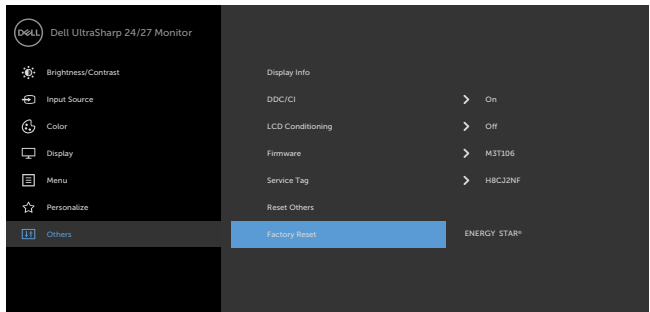 DELL Dell UltraSharp 24/27 Monitor
Brightness/Contrast Display Info
Input Source DDC/CI On
Color LCD Conditioning Off
Display Firmware M3T106
Menu Service Tag H8CJ2NF
Personalize Reset Others
Others Factory Reset ENERGY STAR®